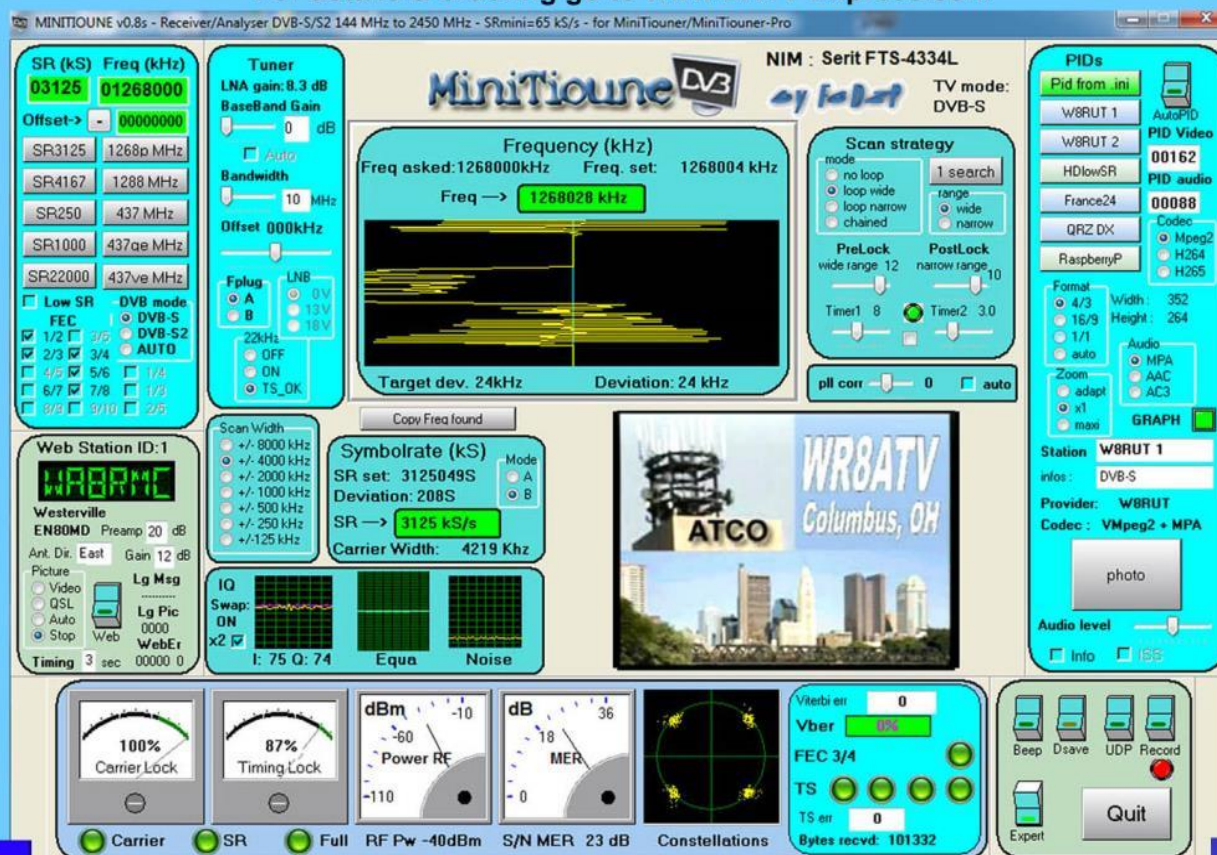 MINITIOUNE v0.8s - Receiver/Analyser DVB-S/S2 144 MHz to 2450 MHz - SRmini=65 kS/s - for MiniTiouner/MiniTiouner-Pro
SR (kS) Freq (kHz)
03125 01268000
Offset-> - 00000000
SR3125 1268p MHz
SR4167 1288 MHz
SR250 437 MHz
SR1000 437qe MHz
SR22000 437ve MHz
Low SR
FEC
1/2 3/5
2/3 3/4
4/5 5/6 1/4
6/7 7/8 1/3
8/9 9/10 2/5
DVB mode
DVB-S
DVB-S2
AUTO
Tuner
LNA gain: 8.3 dB
BaseBand Gain
0 dB
Auto
Bandwidth
10 MHz
Offset 000kHz
Fplug
A
B
LNB
0V
13V
18V
22kHz
OFF
ON
TS_OK
MiniTioune DVB
NIM : Serit FTS-4334L
TV mode:
DVB-S
Frequency (kHz)
Freq asked:1268000kHz Freq. set: 1268004 kHz
Freq --> 1268028 kHz
Target dev. 24kHz Deviation: 24 kHz
Scan strategy
mode
no loop
loop wide
loop narrow
chained
1 search
range
wide
narrow
PreLock PostLock
wide range 12 narrow range 10
Timer1 8 Timer2 3.0
pll corr 0 auto
PIDs
Pid from .ini
W8RUT 1
W8RUT 2
HDlowSR
France24
QRZ DX
RaspberryP
AutoPID
PID Video
00162
PID audio
00088
Codec
Mpeg2
H264
H265
Format
4/3
16/9
1/1
auto
Width : 352
Height : 264
Audio
MPA
AAC
AC3
Zoom
adapt
x1
maxi
GRAPH
Station W8RUT 1
infos : DVB-S
Provider: W8RUT
Codec : VMpeg2 + MPA
photo
Audio level
Info ISS
Web Station ID:1
WA8RMC
Westerville
EN80MD Preamp 20 dB
Ant. Dir. East Gain 12 dB
Picture
Video
QSL
Auto
Stop
Web
Lg Msg
Lg Pic
0000
WebEr
Timing 3 sec 00000 0
Copy Freq found
Scan Width
+/- 8000 kHz
+/- 4000 kHz
+/- 2000 kHz
+/- 1000 kHz
+/- 500 kHz
+/- 250 kHz
+/-125 kHz
Symbolrate (kS)
SR set: 3125049S
Deviation: 208S
SR --> 3125 kS/s
Carrier Width: 4219 Khz
Mode
A
B
IQ
Swap:
ON
x2
I: 75 Q: 74 Equa Noise
WR8ATV
Columbus, OH
ATCO
100%
Carrier Lock
87%
Timing Lock
dBm -10
-60
Power RF
-110
dB 36
18
MER
0
Carrier SR Full RF Pw -40dBm S/N MER 23 dB Constellations
Viterbi err 0
Vber 0%
FEC 3/4
TS
TS err 0
Bytes recvd: 101332
Beep Dsave UDP Record
Expert
Quit